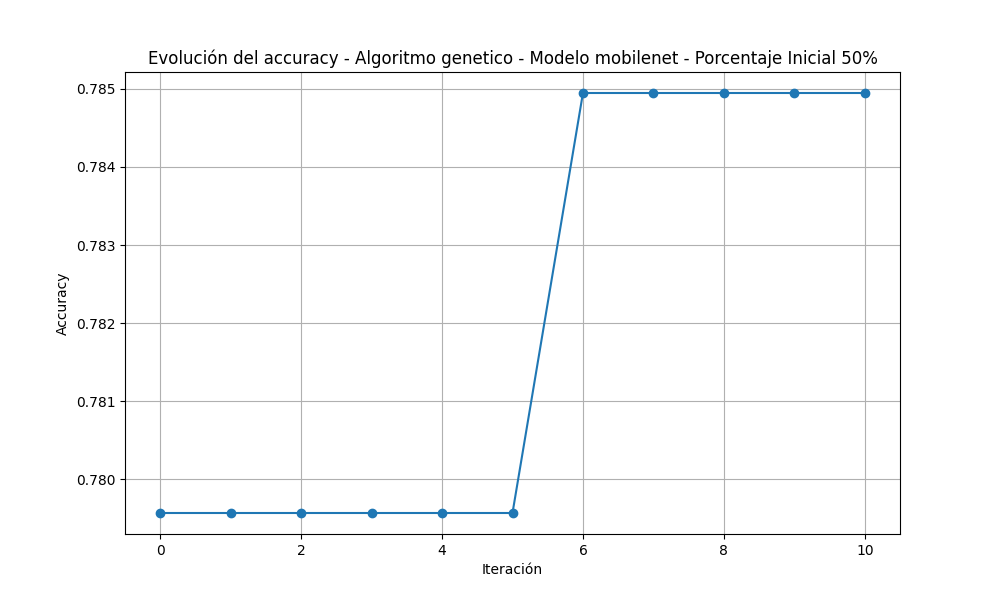 Evolución del accuracy - Algoritmo genetico - Modelo mobilenet - Porcentaje Inicial 50%
0.785
0.784
0.783
0.782
0.781
0.780
Accuracy
0 2 4 6 8 10
Iteración